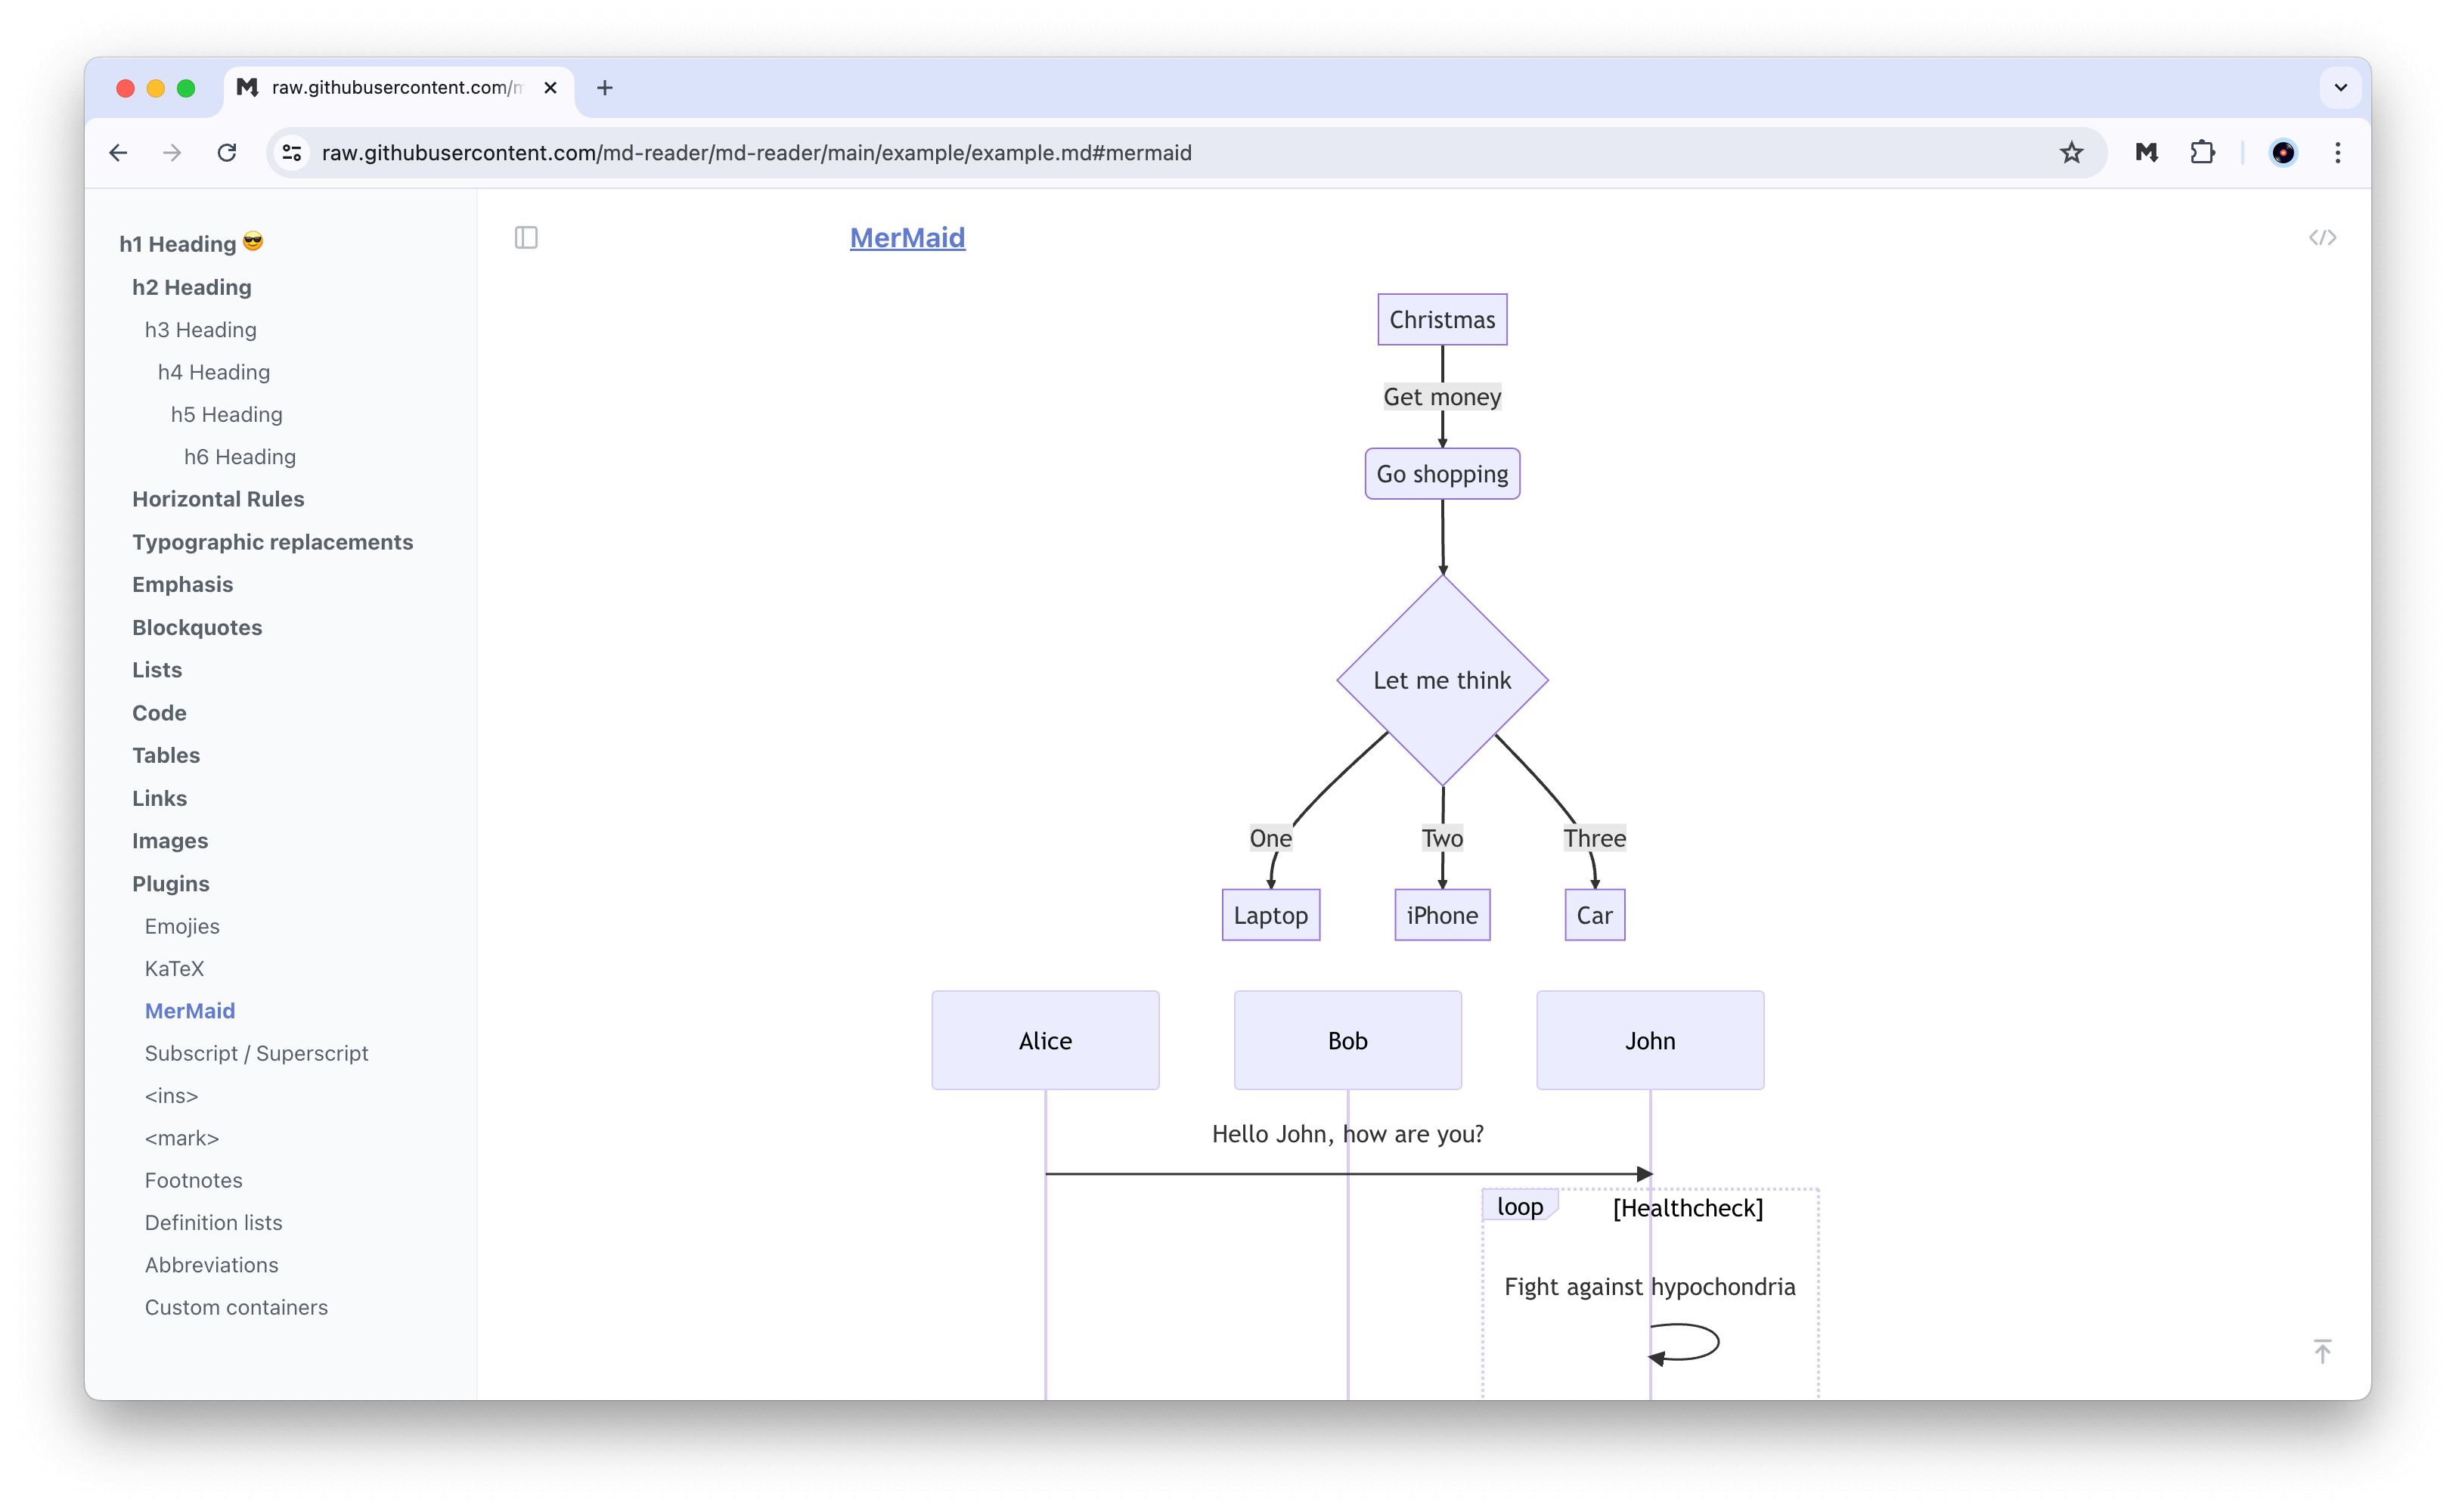 raw.githubusercontent.com/m
raw.githubusercontent.com/md-reader/md-reader/main/example/example.md#mermaid
h1 Heading 😎
h2 Heading
h3 Heading
h4 Heading
h5 Heading
h6 Heading
Horizontal Rules
Typographic replacements
Emphasis
Blockquotes
Lists
Code
Tables
Links
Images
Plugins
Emojies
KaTeX
MerMaid
Subscript / Superscript
<ins>
<mark>
Footnotes
Definition lists
Abbreviations
Custom containers
MerMaid
Christmas
Get money
Go shopping
Let me think
One
Two
Three
Laptop
iPhone
Car
Alice
Bob
John
Hello John, how are you?
loop
[Healthcheck]
Fight against hypochondria